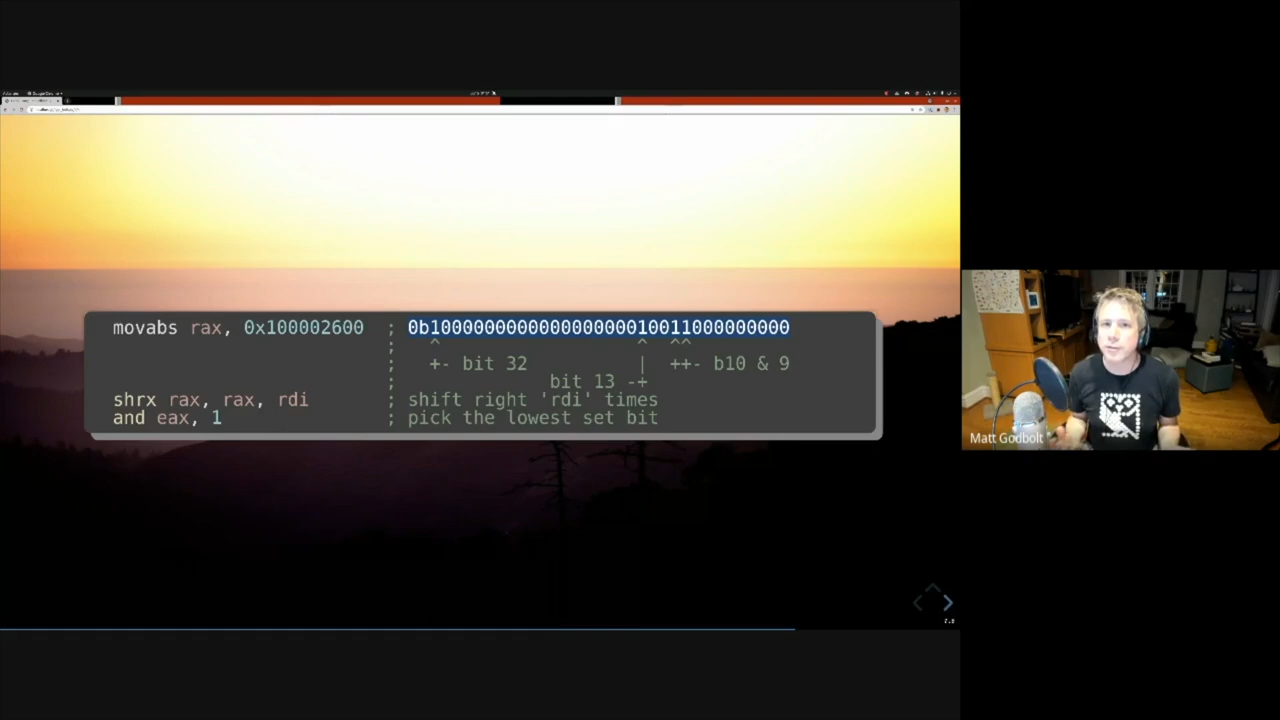 movabs rax, 0x100002600 ; 0b100000000000000000010011000000000
; ^ ^ ^^
; +- bit 32 | ++- b10 & 9
; bit 13 -+
shrx rax, rax, rdi ; shift right 'rdi' times
and eax, 1 ; pick the lowest set bit
Matt Godbolt